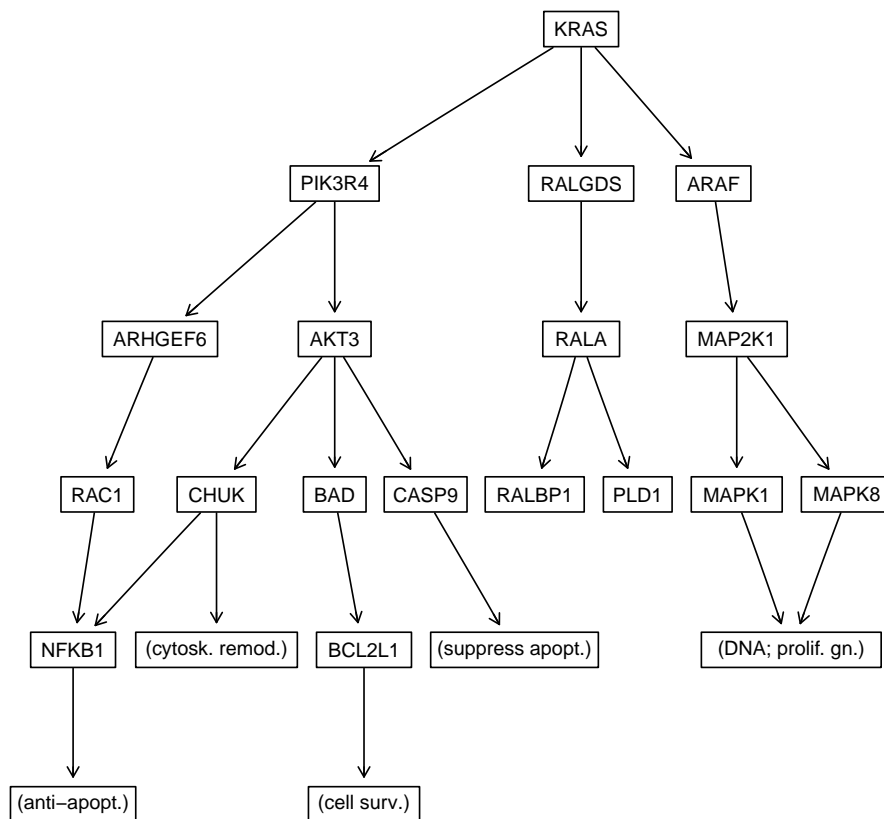 KRAS
PIK3R4
RALGDS
ARAF
ARHGEF6
AKT3
RALA
MAP2K1
RAC1
CHUK
BAD
CASP9
RALBP1
PLD1
MAPK1
MAPK8
NFKB1
(cytosk. remod.)
BCL2L1
(suppress apopt.)
(DNA; prolif. gn.)
(anti−apopt.)
(cell surv.)